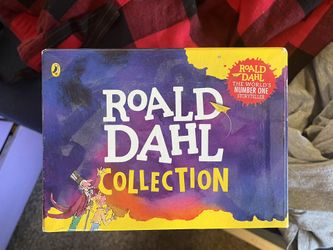 ROALD
DAHL
COLLECTION
ROALD
DAHL
THE WORLD'S
NUMBER ONE
STORYTELLER